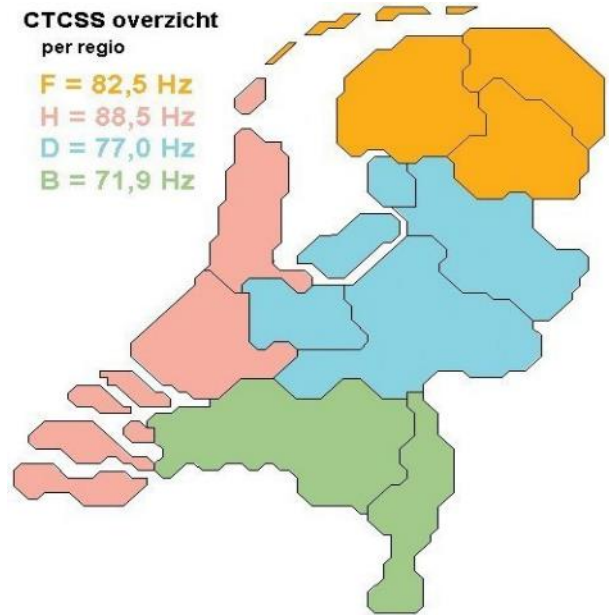 CTCSS overzicht
per regio
F = 82,5 Hz
H = 88,5 Hz
D = 77,0 Hz
B = 71,9 Hz